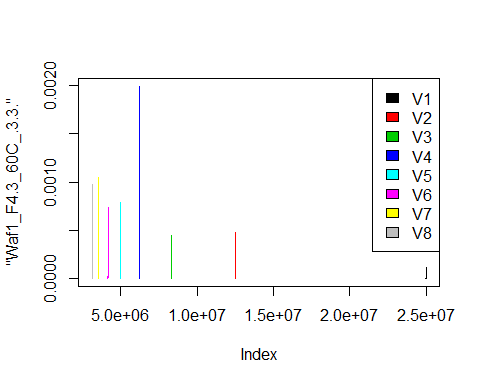 "Waf1_F4.3_60C_.3.3."
0.0020
0.0010
0.0000
V1
V2
V3
V4
V5
V6
V7
V8
5.0e+06 1.0e+07 1.5e+07 2.0e+07 2.5e+07
Index